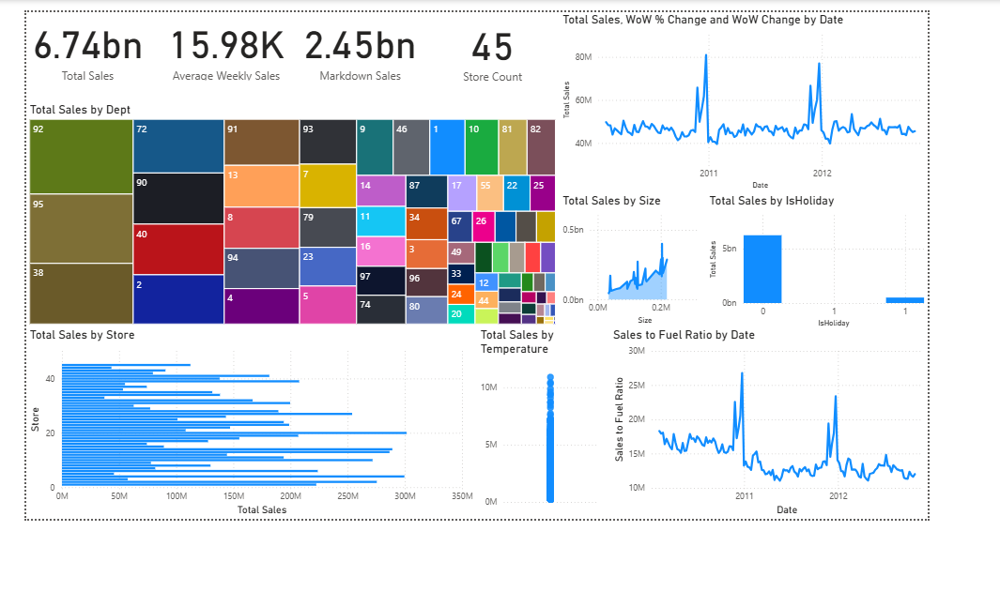 6.74bn
Total Sales
15.98K
Average Weekly Sales
2.45bn
Markdown Sales
45
Store Count
Total Sales by Dept
92
95
38
72
90
40
2
91
13
8
94
4
93
7
79
23
5
9
46
1
10
81
82
14
87
17
55
22
25
11
34
67
26
16
3
49
97
96
33
12
24
44
74
80
20
Total Sales, WoW % Change and WoW Change by Date
Total Sales
80M
60M
40M
2011
2012
Date
Total Sales by Size
0.5bn
0.0bn
0.0M
0.2M
Size
Total Sales by IsHoliday
Total Sales
5bn
0bn
0
1
1
IsHoliday
Total Sales by Store
Store
40
20
0
0M
50M
100M
150M
200M
250M
300M
350M
Total Sales
Total Sales by
Temperature
10M
5M
0M
Sales to Fuel Ratio by Date
Sales to Fuel Ratio
30M
25M
20M
15M
10M
2011
2012
Date